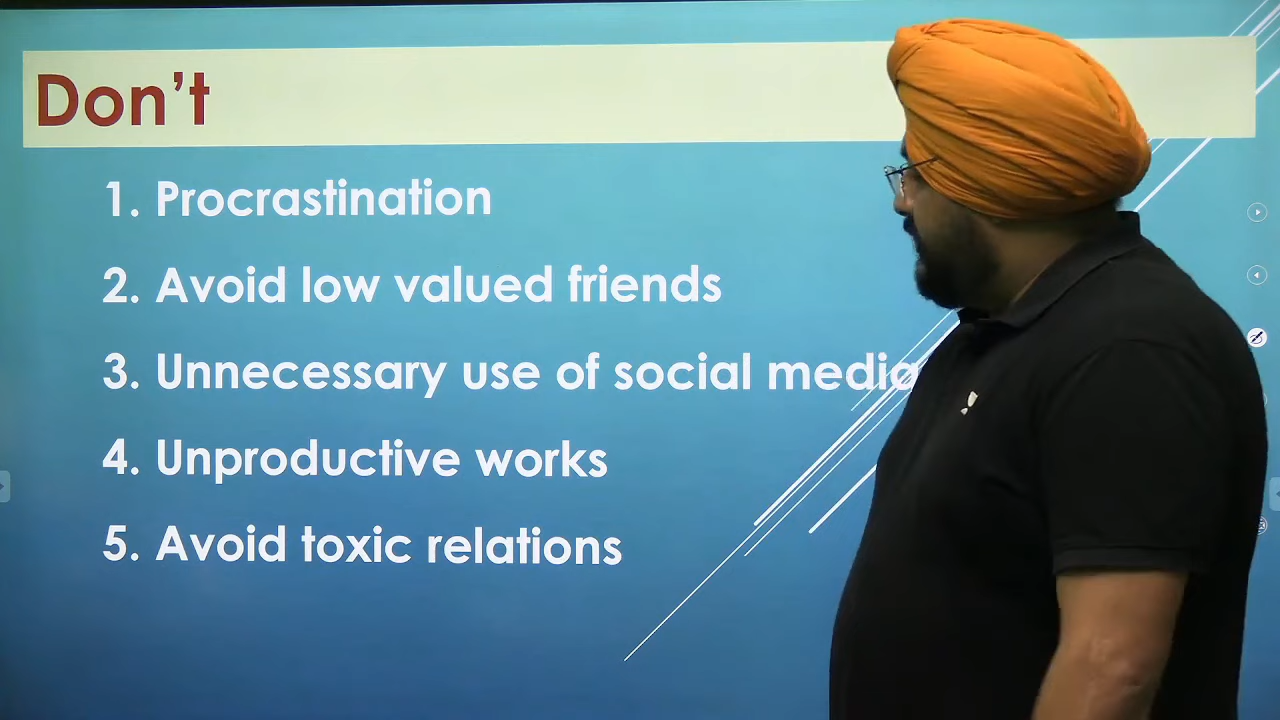 Don't
1. Procrastination
2. Avoid low valued friends
3. Unnecessary use of social media
4. Unproductive works
5. Avoid toxic relations